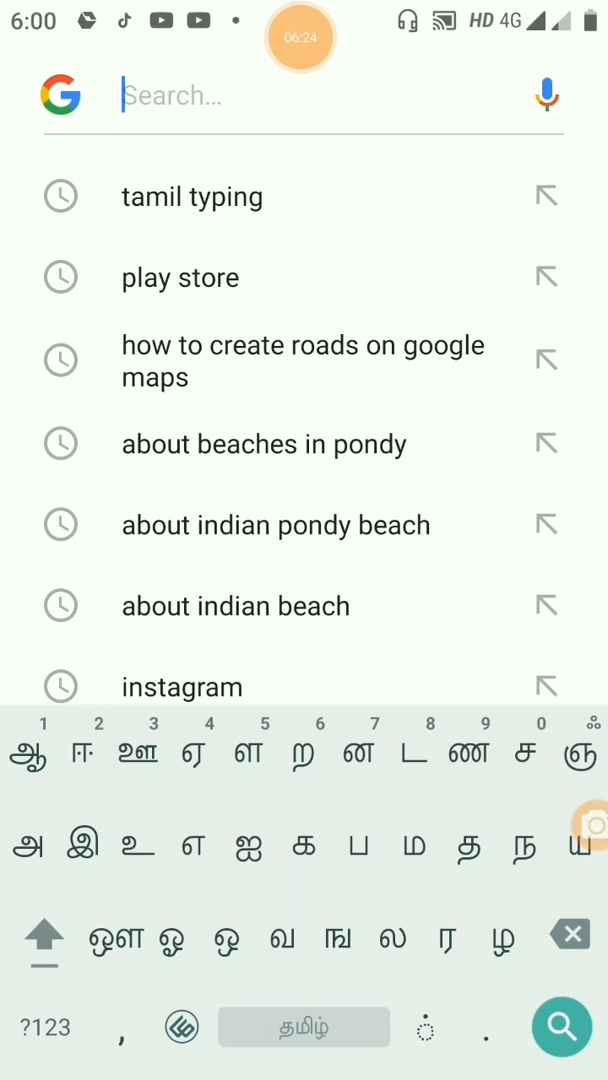 6:00 06:24 HD 4G
Search…
tamil typing
play store
how to create roads on google
maps
about beaches in pondy
about indian pondy beach
about indian beach
instagram
1 2 3 4 5 6 7 8 9 0 ஃ
ஆ ஈ ஊ ஏ ள ற ன ட ண ச ஞ
அ இ உ எ ஐ க ப ம த ந ய
ஔ ஓ ஒ வ ங ல ர ழ
?123 , தமிழ் ் .